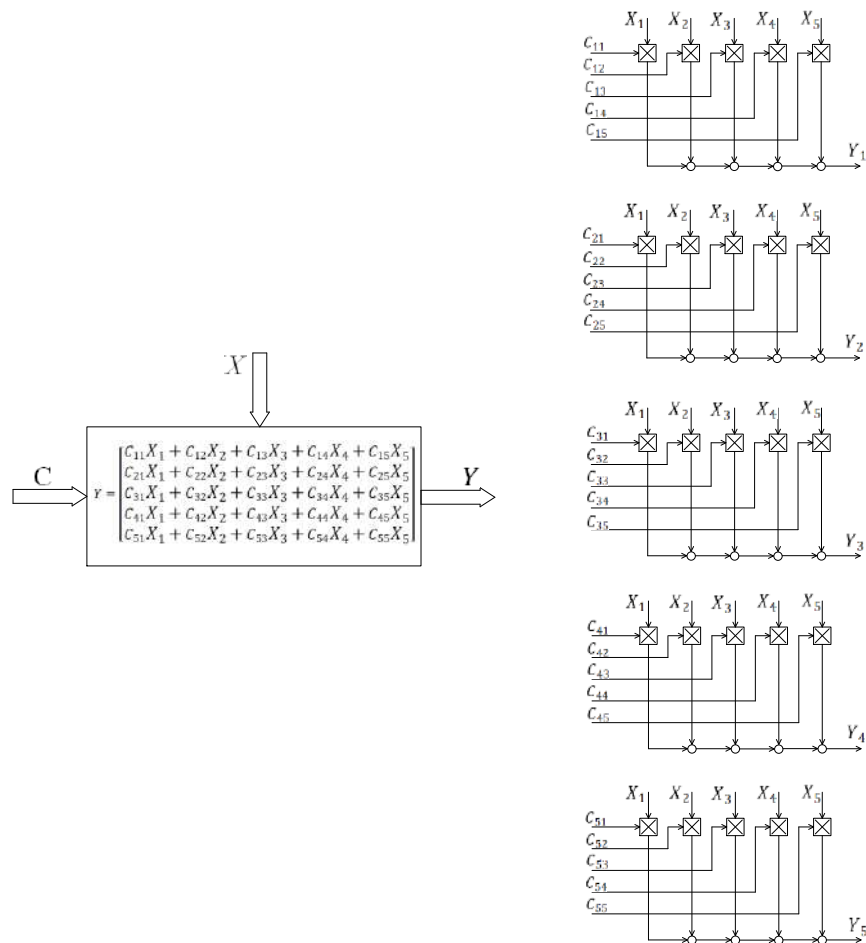 X
C
Y = [C₁₁X₁ + C₁₂X₂ + C₁₃X₃ + C₁₄X₄ + C₁₅X₅
C₂₁X₁ + C₂₂X₂ + C₂₃X₃ + C₂₄X₄ + C₂₅X₅
C₃₁X₁ + C₃₂X₂ + C₃₃X₃ + C₃₄X₄ + C₃₅X₅
C₄₁X₁ + C₄₂X₂ + C₄₃X₃ + C₄₄X₄ + C₄₅X₅
C₅₁X₁ + C₅₂X₂ + C₅₃X₃ + C₅₄X₄ + C₅₅X₅]
Y
X₁ X₂ X₃ X₄ X₅
C₁₁
C₁₂
C₁₃
C₁₄
C₁₅
Y₁
X₁ X₂ X₃ X₄ X₅
C₂₁
C₂₂
C₂₃
C₂₄
C₂₅
Y₂
X₁ X₂ X₃ X₄ X₅
C₃₁
C₃₂
C₃₃
C₃₄
C₃₅
Y₃
X₁ X₂ X₃ X₄ X₅
C₄₁
C₄₂
C₄₃
C₄₄
C₄₅
Y₄
X₁ X₂ X₃ X₄ X₅
C₅₁
C₅₂
C₅₃
C₅₄
C₅₅
Y₅